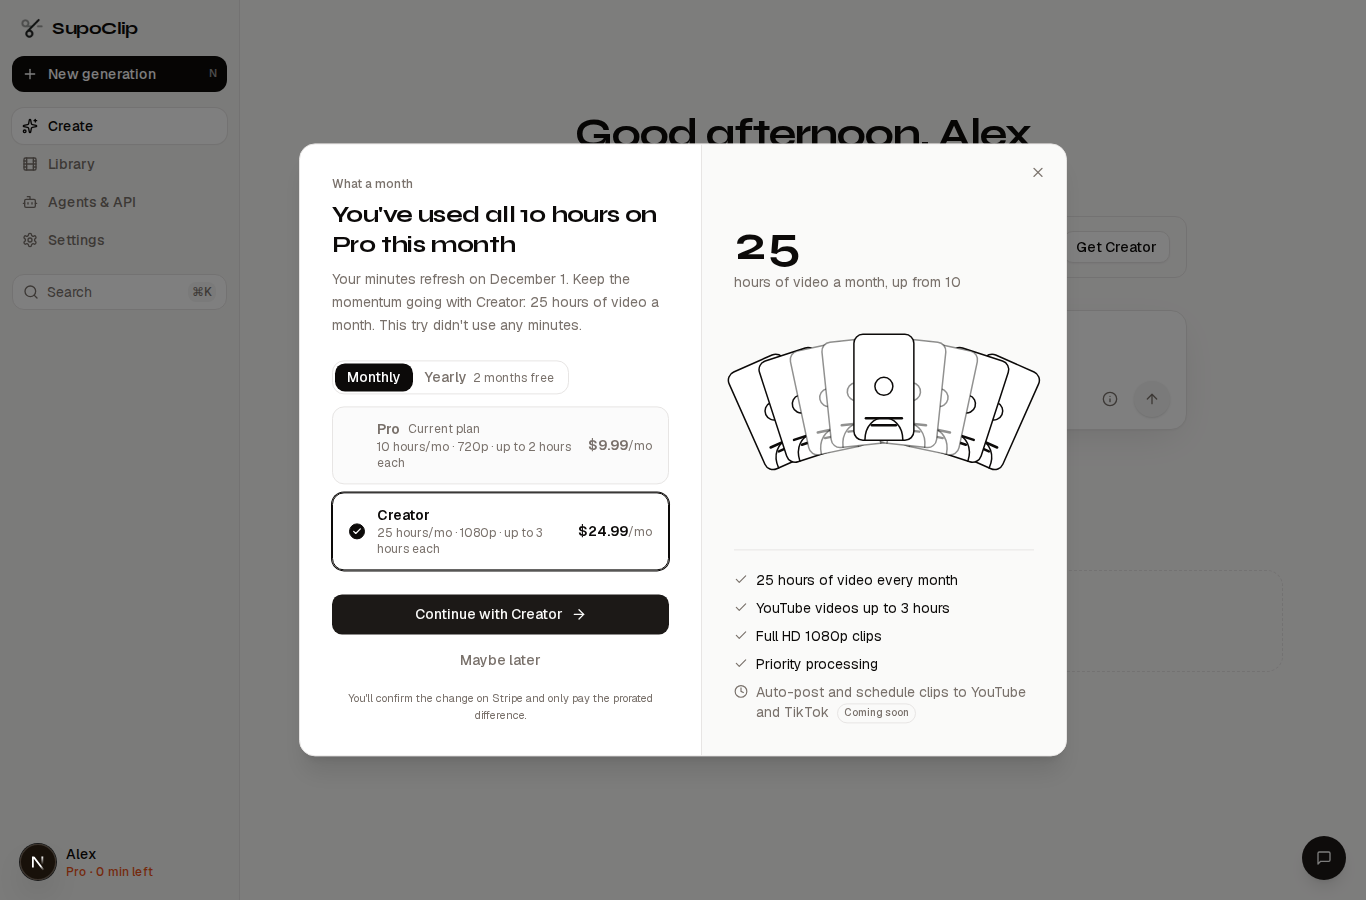 SupoClip
New generation N
Create
Library
Agents & API
Settings
Search ⌘K
Alex
Pro · 0 min left
Good afternoon, Alex
Get Creator
What a month
You've used all 10 hours on
Pro this month
Your minutes refresh on December 1. Keep the
momentum going with Creator: 25 hours of video a
month. This try didn't use any minutes.
Monthly Yearly 2 months free
Pro Current plan
10 hours/mo · 720p · up to 2 hours
each
$9.99/mo
Creator
25 hours/mo · 1080p · up to 3
hours each
$24.99/mo
Continue with Creator
Maybe later
You'll confirm the change on Stripe and only pay the prorated
difference.
25
hours of video a month, up from 10
25 hours of video every month
YouTube videos up to 3 hours
Full HD 1080p clips
Priority processing
Auto-post and schedule clips to YouTube
and TikTok Coming soon